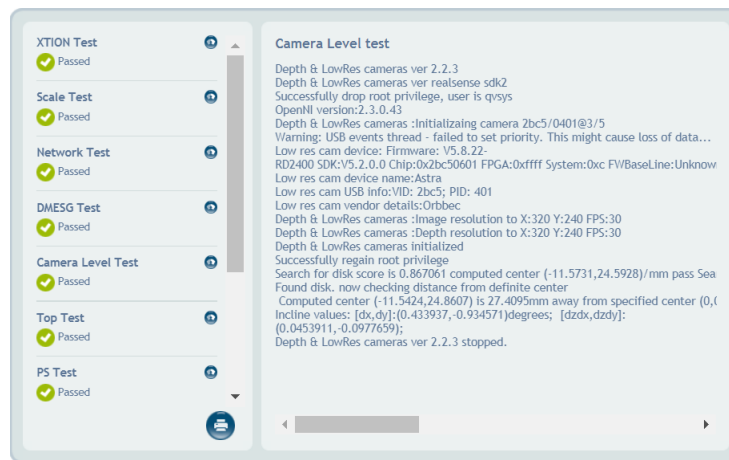 XTION Test
Passed
Scale Test
Passed
Network Test
Passed
DMESG Test
Passed
Camera Level Test
Passed
Top Test
Passed
PS Test
Passed
Camera Level test
Depth & LowRes cameras ver 2.2.3
Depth & LowRes cameras ver realsense sdk2
Successfully drop root privilege, user is qvsys
OpenNI version:2.3.0.43
Depth & LowRes cameras :Initializaing camera 2bc5/0401@3/5
Warning: USB events thread - failed to set priority. This might cause loss of data...
Low res cam device: Firmware: V5.8.22-
RD2400 SDK:V5.2.0.0 Chip:0x2bc50601 FPGA:0xffff System:0xc FWBaseLine:Unknow
Low res cam device name:Astra
Low res cam USB info:VID: 2bc5; PID: 401
Low res cam vendor details:Orbbec
Depth & LowRes cameras :Image resolution to X:320 Y:240 FPS:30
Depth & LowRes cameras :Depth resolution to X:320 Y:240 FPS:30
Depth & LowRes cameras initialized
Successfully regain root privilege
Search for disk score is 0.867061 computed center (-11.5731,24.5928)/mm pass Sea
Found disk. now checking distance from definite center
Computed center (-11.5424,24.8607) is 27.4095mm away from specified center (0,0
Incline values: [dx,dy]:(0.433937,-0.934571)degrees; [dzdx,dzdy]:
(0.0453911,-0.0977659);
Depth & LowRes cameras ver 2.2.3 stopped.